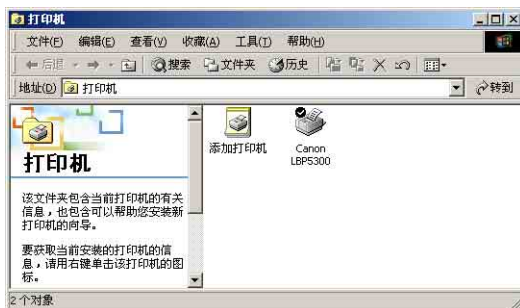 打印机
文件(F) 编辑(E) 查看(V) 收藏(A) 工具(T) 帮助(H)
后退 搜索 文件夹 历史
地址(D) 打印机 转到
打印机
该文件夹包含当前打印机的有关
信息，也包含可以帮助您安装新
打印机的向导。
要获取当前安装的打印机的信
息，请用右键单击该打印机的图
标。
添加打印机
Canon
LBP5300
2 个对象